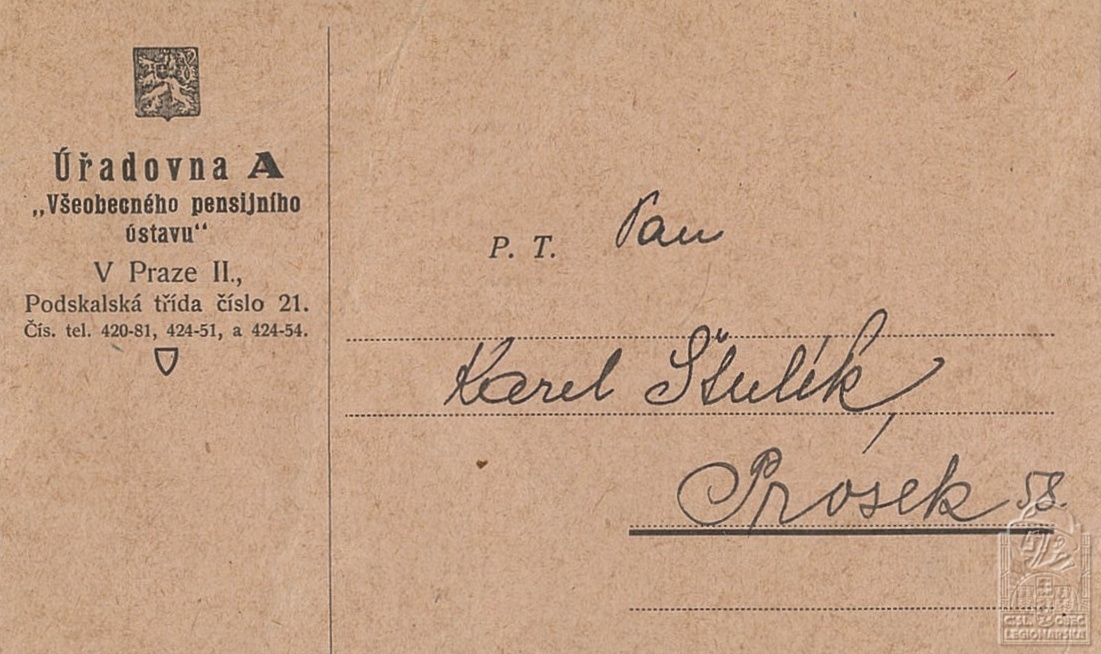 Úřadovna A
„Všeobecného pensijního
ústavu“
V Praze II.,
Podskalská třída číslo 21.
Čís. tel. 420-81, 424-51, a 424-54.
P. T. Pan
Karel Štulík,
Prosek 58.
ČSL. OBEC
LEGIONÁŘSKÁ